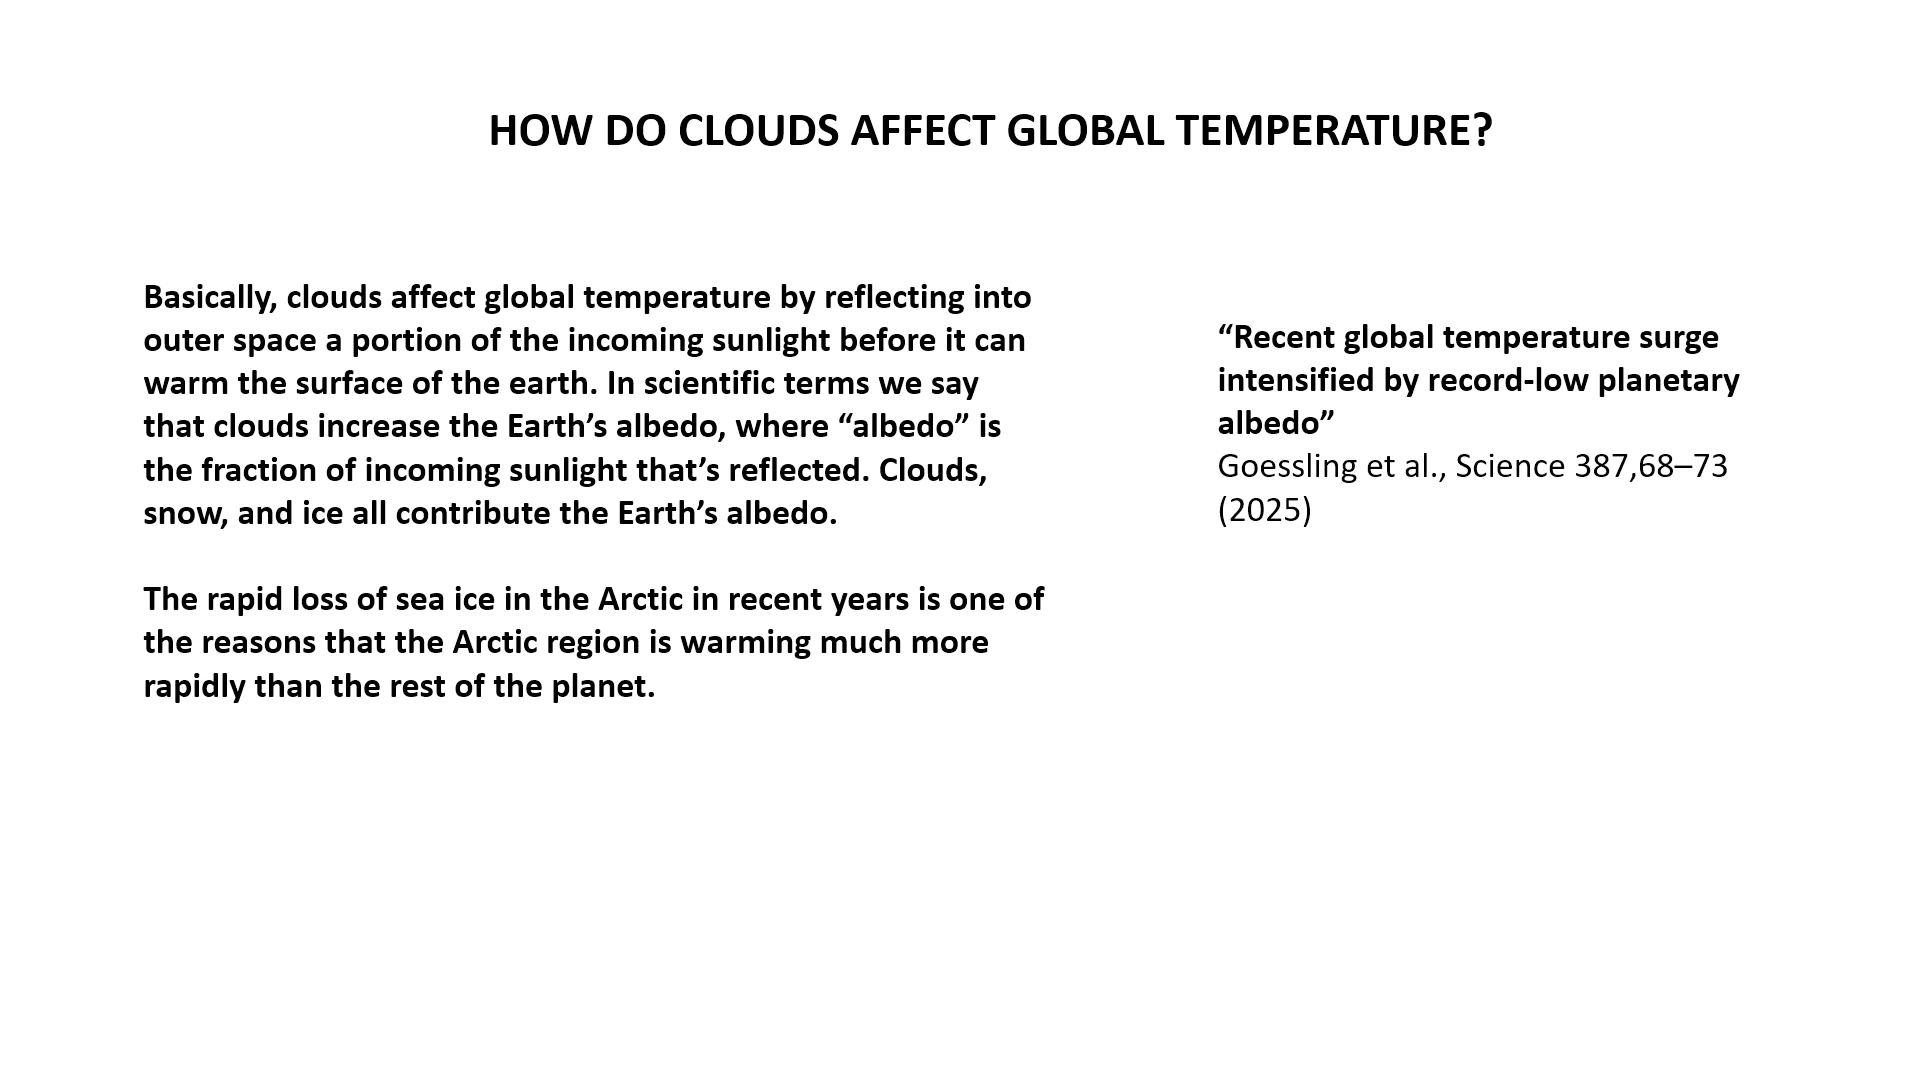 HOW DO CLOUDS AFFECT GLOBAL TEMPERATURE?
Basically, clouds affect global temperature by reflecting into
outer space a portion of the incoming sunlight before it can
warm the surface of the earth. In scientific terms we say
that clouds increase the Earth’s albedo, where “albedo” is
the fraction of incoming sunlight that’s reflected. Clouds,
snow, and ice all contribute the Earth’s albedo.
The rapid loss of sea ice in the Arctic in recent years is one of
the reasons that the Arctic region is warming much more
rapidly than the rest of the planet.
“Recent global temperature surge
intensified by record-low planetary
albedo”
Goessling et al., Science 387,68–73
(2025)